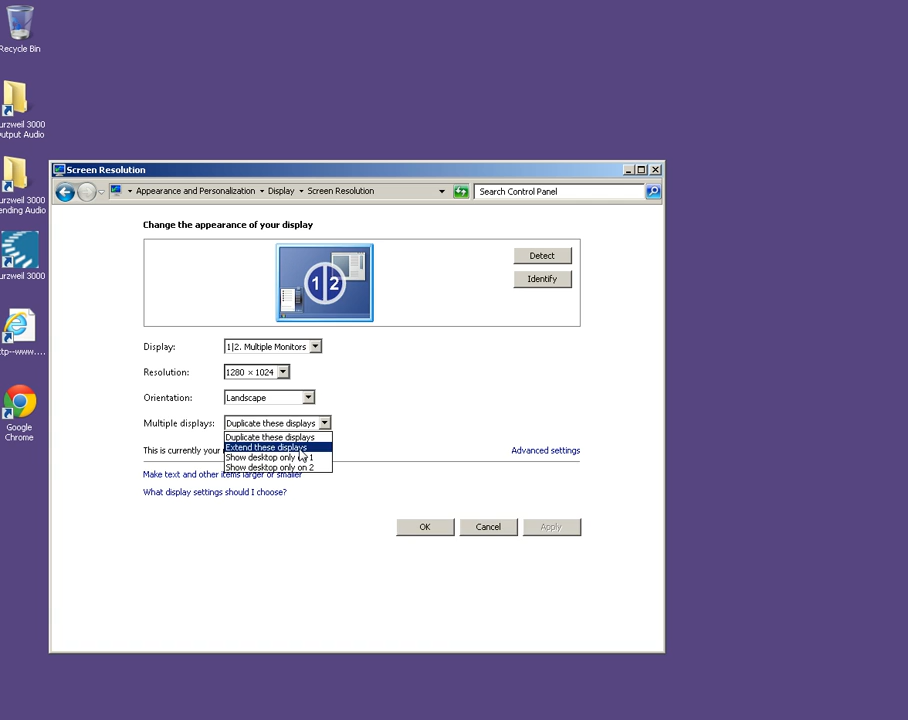 Recycle Bin
urzweil 3000
utput Audio
urzweil 3000
ending Audio
urzweil 3000
ttp--www....
Google
Chrome
Screen Resolution
Appearance and Personalization
Display
Screen Resolution
Search Control Panel
Change the appearance of your display
1|2
Detect
Identify
Display:
1|2. Multiple Monitors
Resolution:
1280 × 1024
Orientation:
Landscape
Multiple displays:
Duplicate these displays
Duplicate these displays
Extend these displays
Show desktop only on 1
Show desktop only on 2
This is currently your
Advanced settings
Make text and other items larger or smaller
What display settings should I choose?
OK
Cancel
Apply